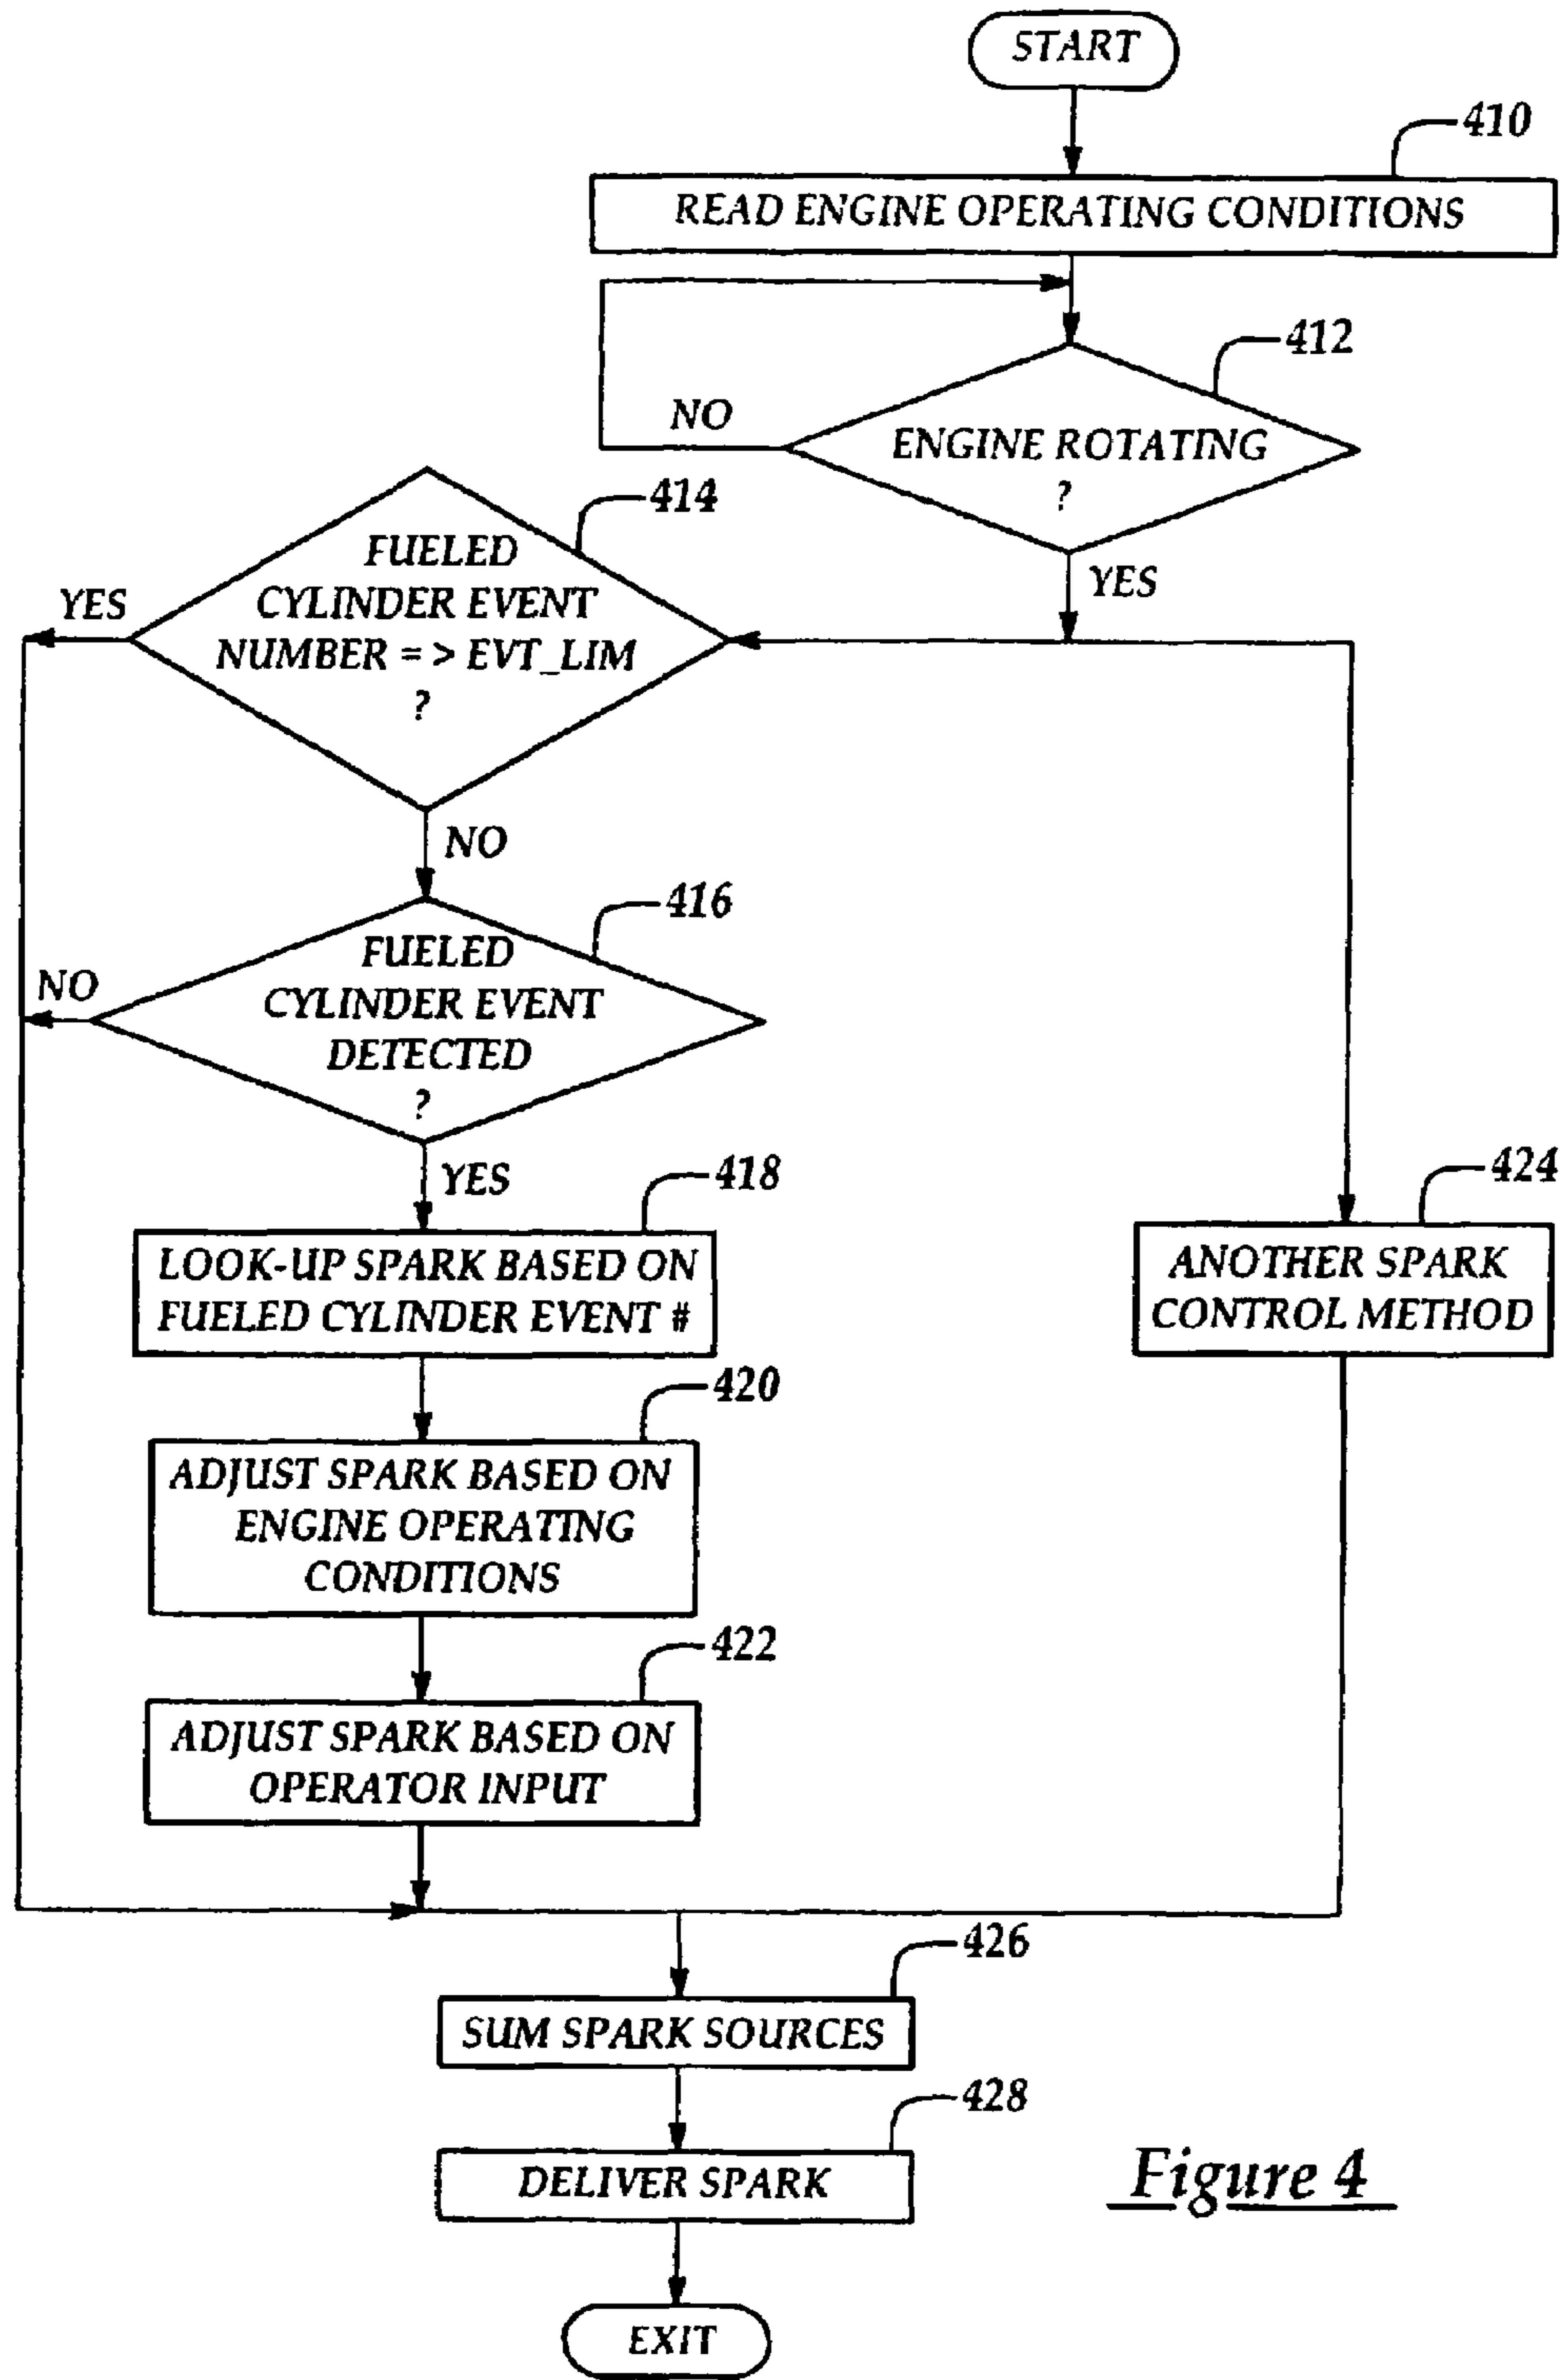 START
410
READ ENGINE OPERATING CONDITIONS
412
NO
ENGINE ROTATING
?
YES
414
FUELED
CYLINDER EVENT
NUMBER = > EVT_LIM
?
YES
NO
416
FUELED
CYLINDER EVENT
DETECTED
?
NO
YES
418
LOOK-UP SPARK BASED ON
FUELED CYLINDER EVENT #
424
ANOTHER SPARK
CONTROL METHOD
420
ADJUST SPARK BASED ON
ENGINE OPERATING
CONDITIONS
422
ADJUST SPARK BASED ON
OPERATOR INPUT
426
SUM SPARK SOURCES
428
DELIVER SPARK
Figure 4
EXIT